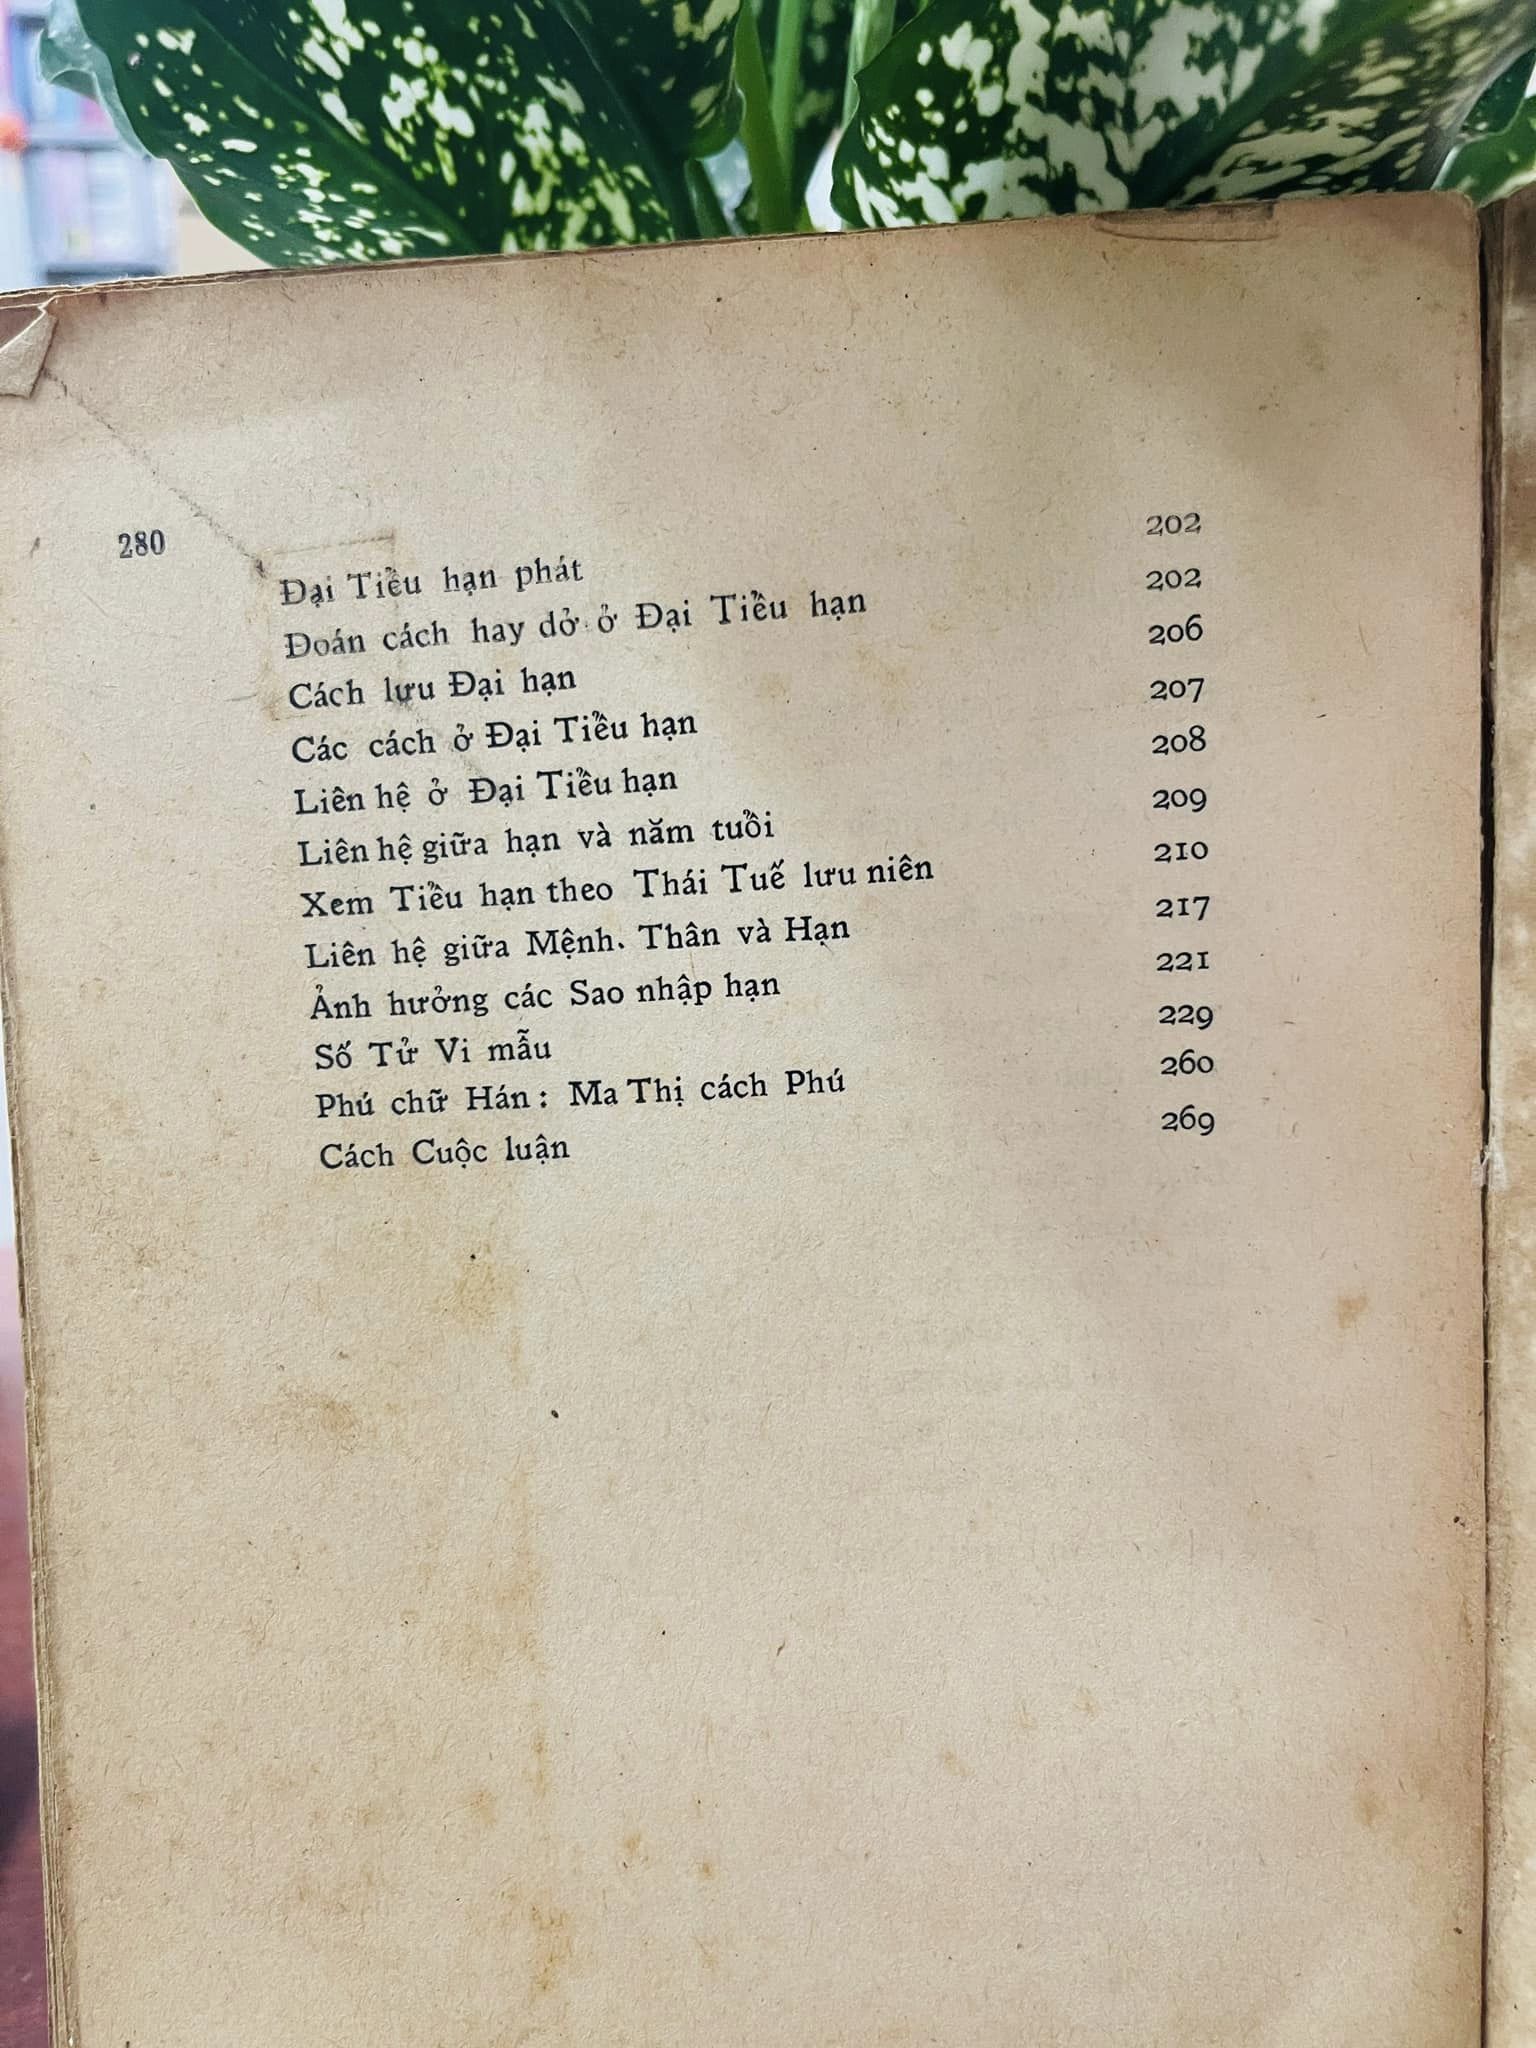 280
Đại Tiểu hạn phát 202
Đoán cách hay dở ở Đại Tiểu hạn 202
Cách lưu Đại hạn 206
Các cách ở Đại Tiểu hạn 207
Liên hệ ở Đại Tiểu hạn 208
Liên hệ giữa hạn và năm tuổi 209
Xem Tiểu hạn theo Thái Tuế lưu niên 210
Liên hệ giữa Mệnh. Thân và Hạn 217
Ảnh hưởng các Sao nhập hạn 221
Số Tử Vi mẫu 229
Phú chữ Hán : Ma Thị cách Phú 260
Cách Cuộc luận 269